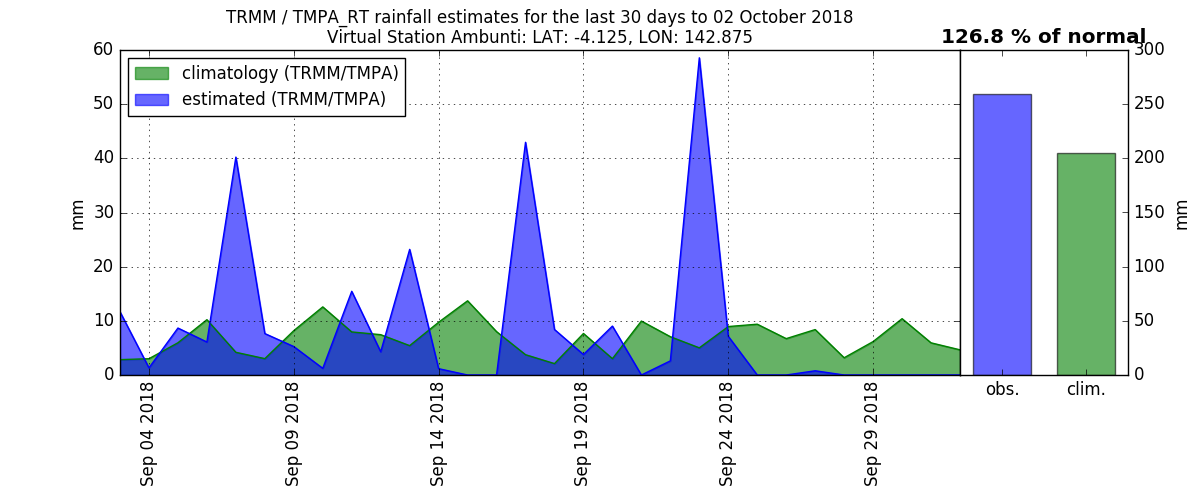 TRMM / TMPA_RT rainfall estimates for the last 30 days to 02 October 2018
Virtual Station Ambunti: LAT: -4.125, LON: 142.875
126.8 % of normal
climatology (TRMM/TMPA)
estimated (TRMM/TMPA)
60
50
40
30
20
10
0
mm
Sep 04 2018
Sep 09 2018
Sep 14 2018
Sep 19 2018
Sep 24 2018
Sep 29 2018
obs.
clim.
300
250
200
150
100
50
0
mm